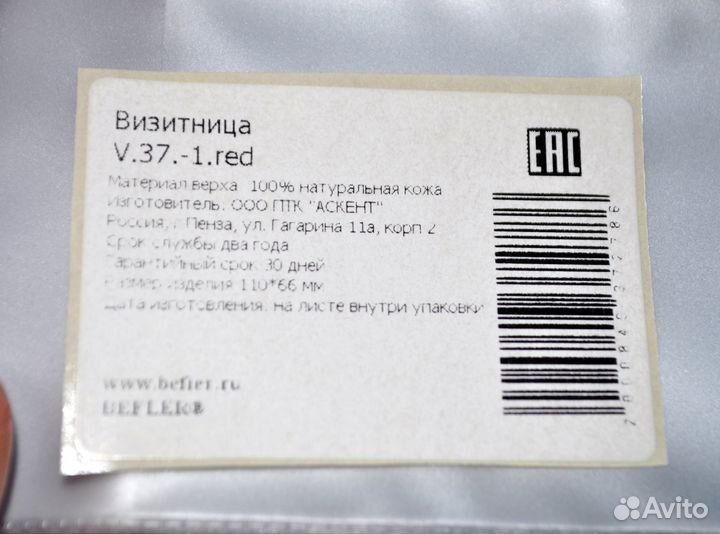 Визитница
V.37.-1.red
EAC
Материал верха 100% натуральная кожа
Изготовитель: ООО ПТК "АСКЕНТ"
Россия, г Пенза, ул. Гагарина 11а, корп 2
Срок службы два года
Гарантийный срок 30 дней
Размер изделия 110*66 мм
Дата изготовления: на листе внутри упаковки
www.befler.ru
BEFLER®
Avito